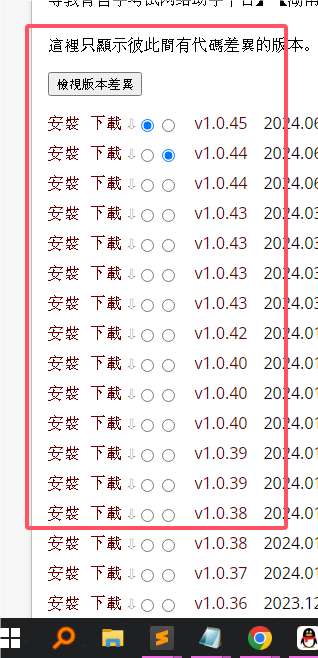 這裡只顯示彼此間有代碼差異的版本。
檢視版本差異
安裝 下載 ⇩ v1.0.45 2024.06
安裝 下載 ⇩ v1.0.44 2024.06
安裝 下載 ⇩ v1.0.44 2024.06
安裝 下載 ⇩ v1.0.43 2024.03
安裝 下載 ⇩ v1.0.43 2024.03
安裝 下載 ⇩ v1.0.43 2024.03
安裝 下載 ⇩ v1.0.43 2024.03
安裝 下載 ⇩ v1.0.42 2024.01
安裝 下載 ⇩ v1.0.40 2024.01
安裝 下載 ⇩ v1.0.40 2024.01
安裝 下載 ⇩ v1.0.40 2024.01
安裝 下載 ⇩ v1.0.39 2024.01
安裝 下載 ⇩ v1.0.39 2024.01
安裝 下載 ⇩ v1.0.38 2024.01
安裝 下載 ⇩ v1.0.38 2024.01
安裝 下載 ⇩ v1.0.37 2024.01
安裝 下載 ⇩ v1.0.36 2023.12